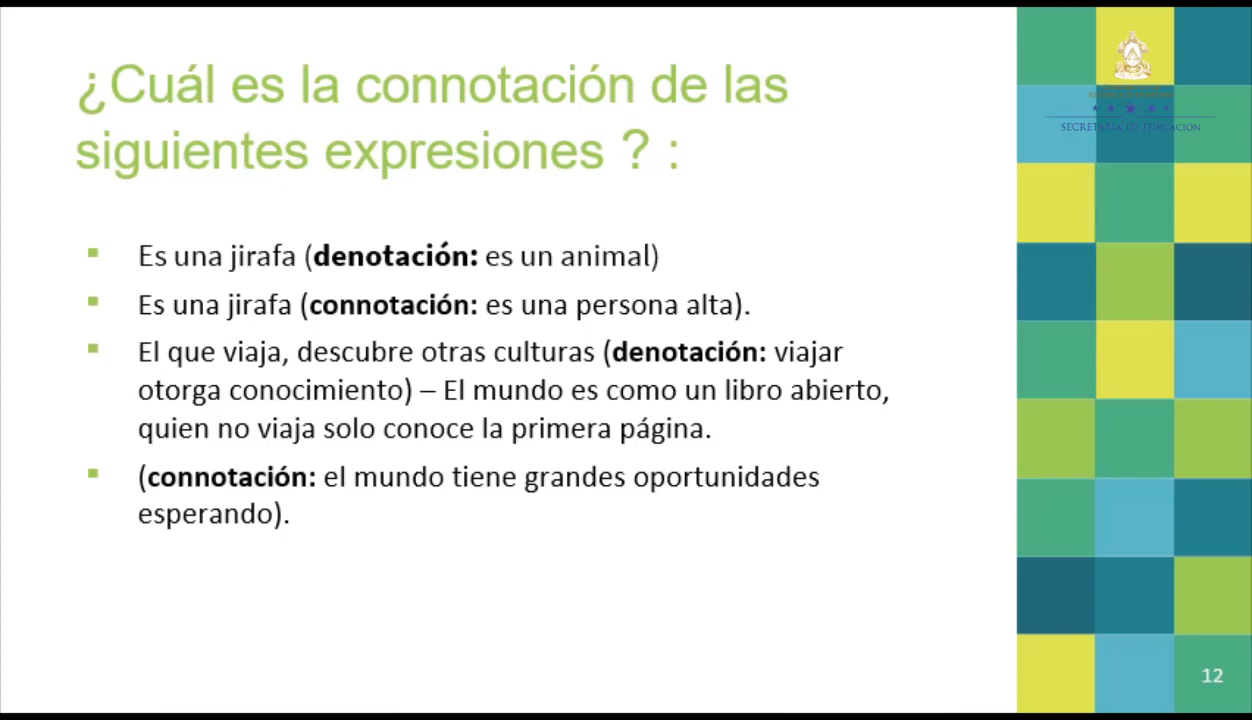 ¿Cuál es la connotación de las
siguientes expresiones ? :
Es una jirafa (denotación: es un animal)
Es una jirafa (connotación: es una persona alta).
El que viaja, descubre otras culturas (denotación: viajar
otorga conocimiento) – El mundo es como un libro abierto,
quien no viaja solo conoce la primera página.
(connotación: el mundo tiene grandes oportunidades
esperando).
SECRETARÍA DE EDUCACIÓN
12